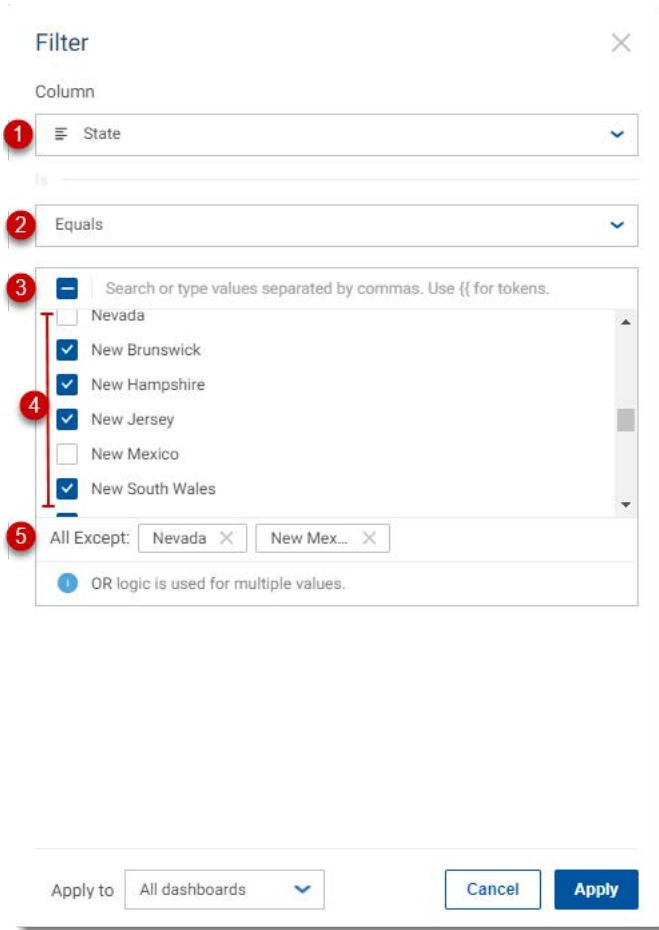 Filter
Column
1 State
Is
2 Equals
3 Search or type values separated by commas. Use {{ for tokens.
Nevada
New Brunswick
New Hampshire
4 New Jersey
New Mexico
New South Wales
5 All Except: Nevada New Mex...
i OR logic is used for multiple values.
Apply to All dashboards Cancel Apply